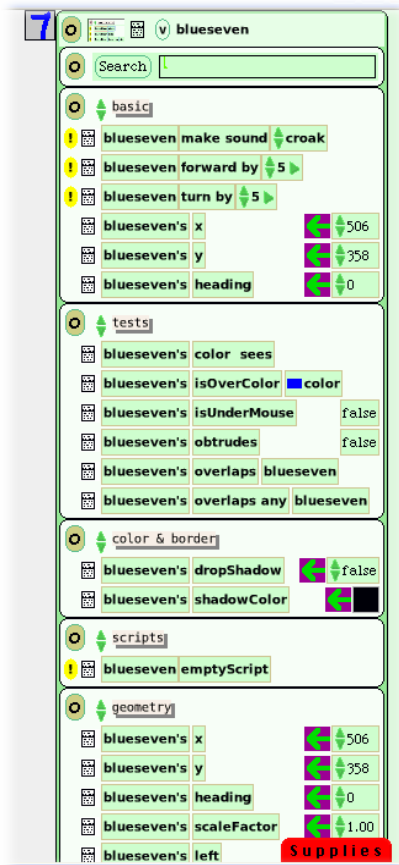 7
v blueseven
Search
basic
! blueseven make sound croak
! blueseven forward by 5
! blueseven turn by 5
blueseven's x 506
blueseven's y 358
blueseven's heading 0
tests
blueseven's color sees
blueseven's isOverColor color
blueseven's isUnderMouse false
blueseven's obtrudes false
blueseven's overlaps blueseven
blueseven's overlaps any blueseven
color & border
blueseven's dropShadow false
blueseven's shadowColor
scripts
! blueseven emptyScript
geometry
blueseven's x 506
blueseven's y 358
blueseven's heading 0
blueseven's scaleFactor 1.00
Supplies
blueseven's left